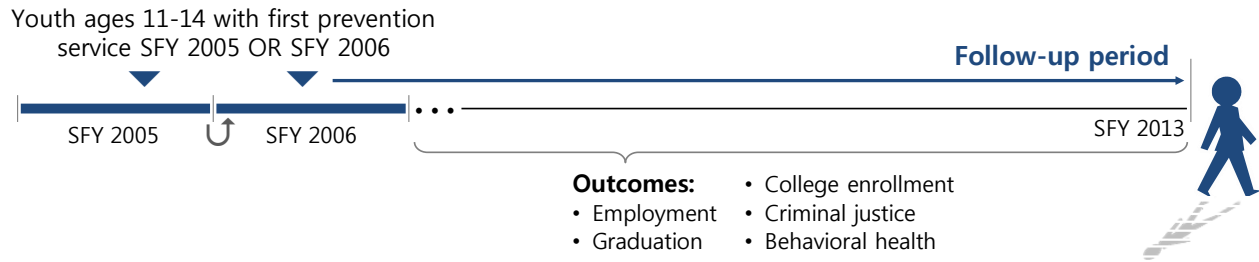 Youth ages 11-14 with first prevention
service SFY 2005 OR SFY 2006
Follow-up period
SFY 2005
SFY 2006
SFY 2013
Outcomes:
• Employment
• Graduation
• College enrollment
• Criminal justice
• Behavioral health